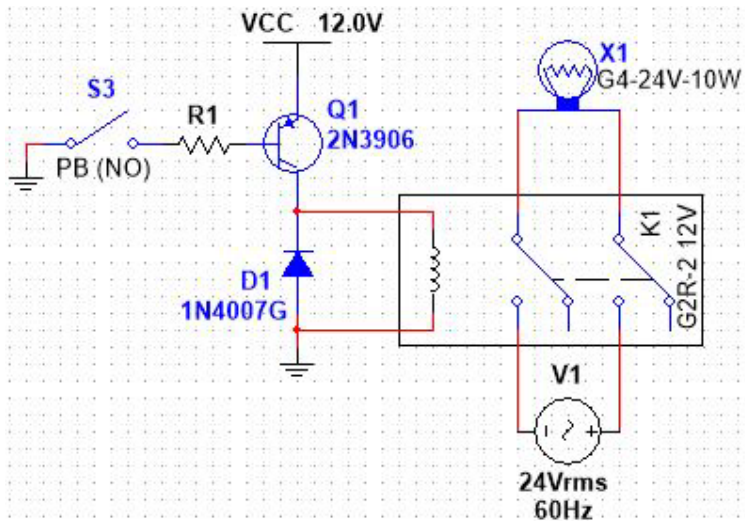 VCC 12.0V
S3
PB (NO)
R1
Q1
2N3906
D1
1N4007G
X1
G4-24V-10W
K1
G2R-2 12V
V1
24Vrms
60Hz